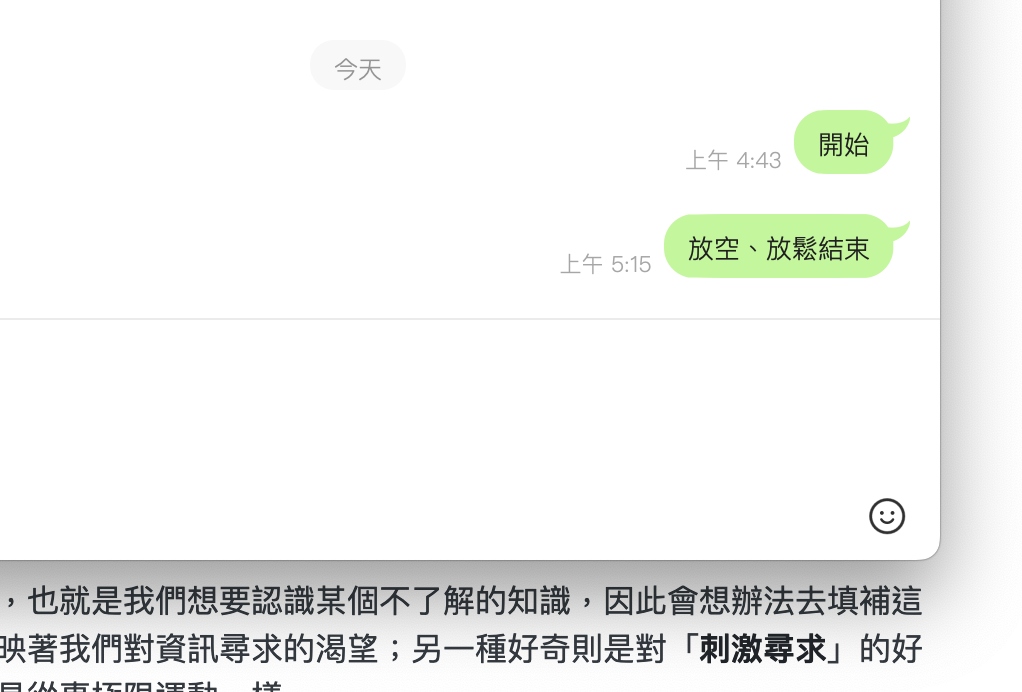 今天
開始
上午 4:43
放空、放鬆結束
上午 5:15
，也就是我們想要認識某個不了解的知識，因此會想辦法去填補這
映著我們對資訊尋求的渴望；另一種好奇則是對「刺激尋求」的好